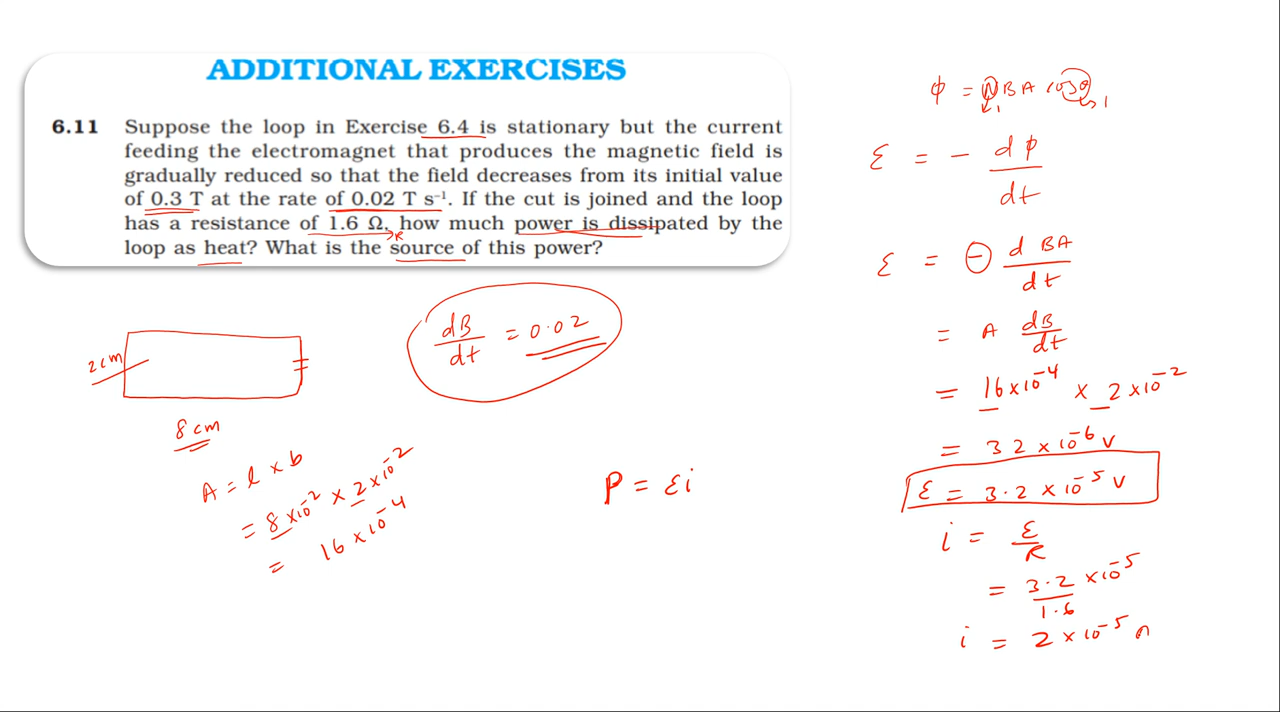 ADDITIONAL EXERCISES
6.11 Suppose the loop in Exercise 6.4 is stationary but the current
feeding the electromagnet that produces the magnetic field is
gradually reduced so that the field decreases from its initial value
of 0.3 T at the rate of 0.02 T s⁻¹. If the cut is joined and the loop
has a resistance of 1.6 Ω, how much power is dissipated by the
loop as heat? What is the source of this power?
R
2cm
8 cm
A = l × b
= 8×10⁻² × 2×10⁻²
= 16×10⁻⁴
dB/dt = 0.02
P = εi
ϕ = NBA cosθ
1 1
ε = - dϕ/dt
ε = - d BA/dt
= A dB/dt
= 16×10⁻⁴ × 2×10⁻²
= 32 × 10⁻⁶ V
ε = 3.2 × 10⁻⁵ V
i = ε/R
= 3.2/1.6 × 10⁻⁵
i = 2 × 10⁻⁵ A